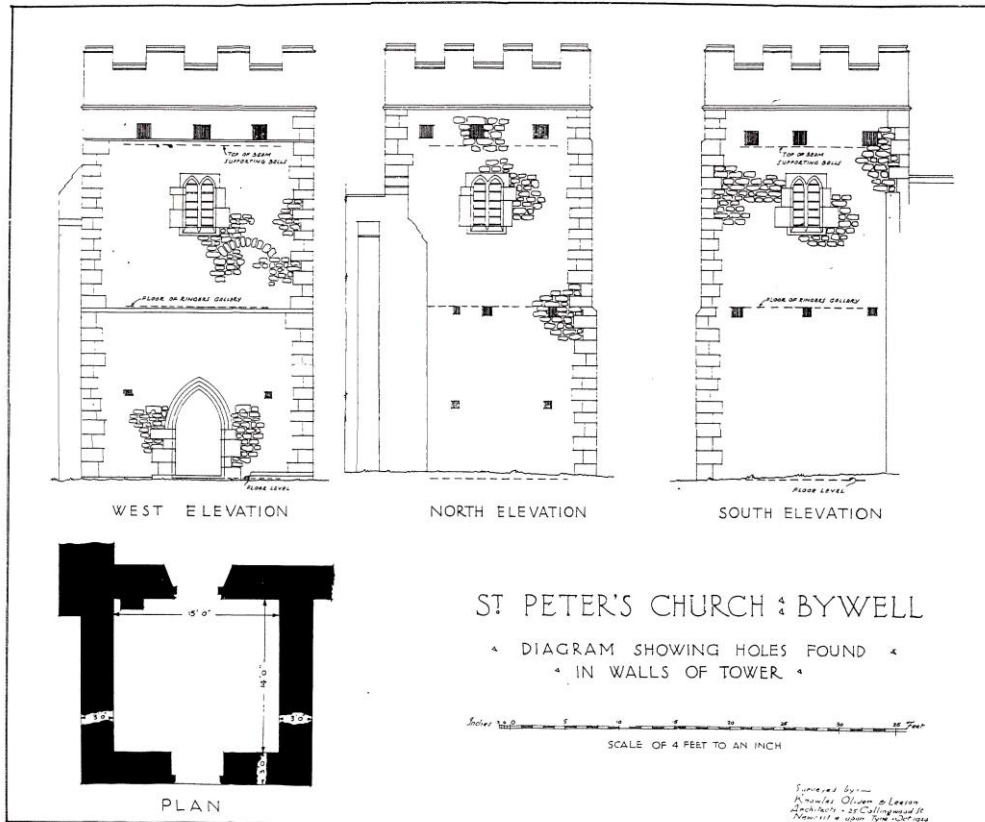 TOP OF BEAM
SUPPORTING BELLS
FLOOR OF RINGERS GALLERY
FLOOR LEVEL
WEST ELEVATION
NORTH ELEVATION
TOP OF BEAM
SUPPORTING BELLS
FLOOR OF RINGERS GALLERY
FLOOR LEVEL
SOUTH ELEVATION
15' 0"
14' 0"
3' 0"
3' 0"
3' 0"
PLAN
ST PETER'S CHURCH : BYWELL
DIAGRAM SHOWING HOLES FOUND
IN WALLS OF TOWER
Inches 0 5 10 15 20 25 30 35 Feet
SCALE OF 4 FEET TO AN INCH
Surveyed by:—
Knowles Oliver & Leeson
Architects - 25 Collingwood St
Newcastle upon Tyne - Oct